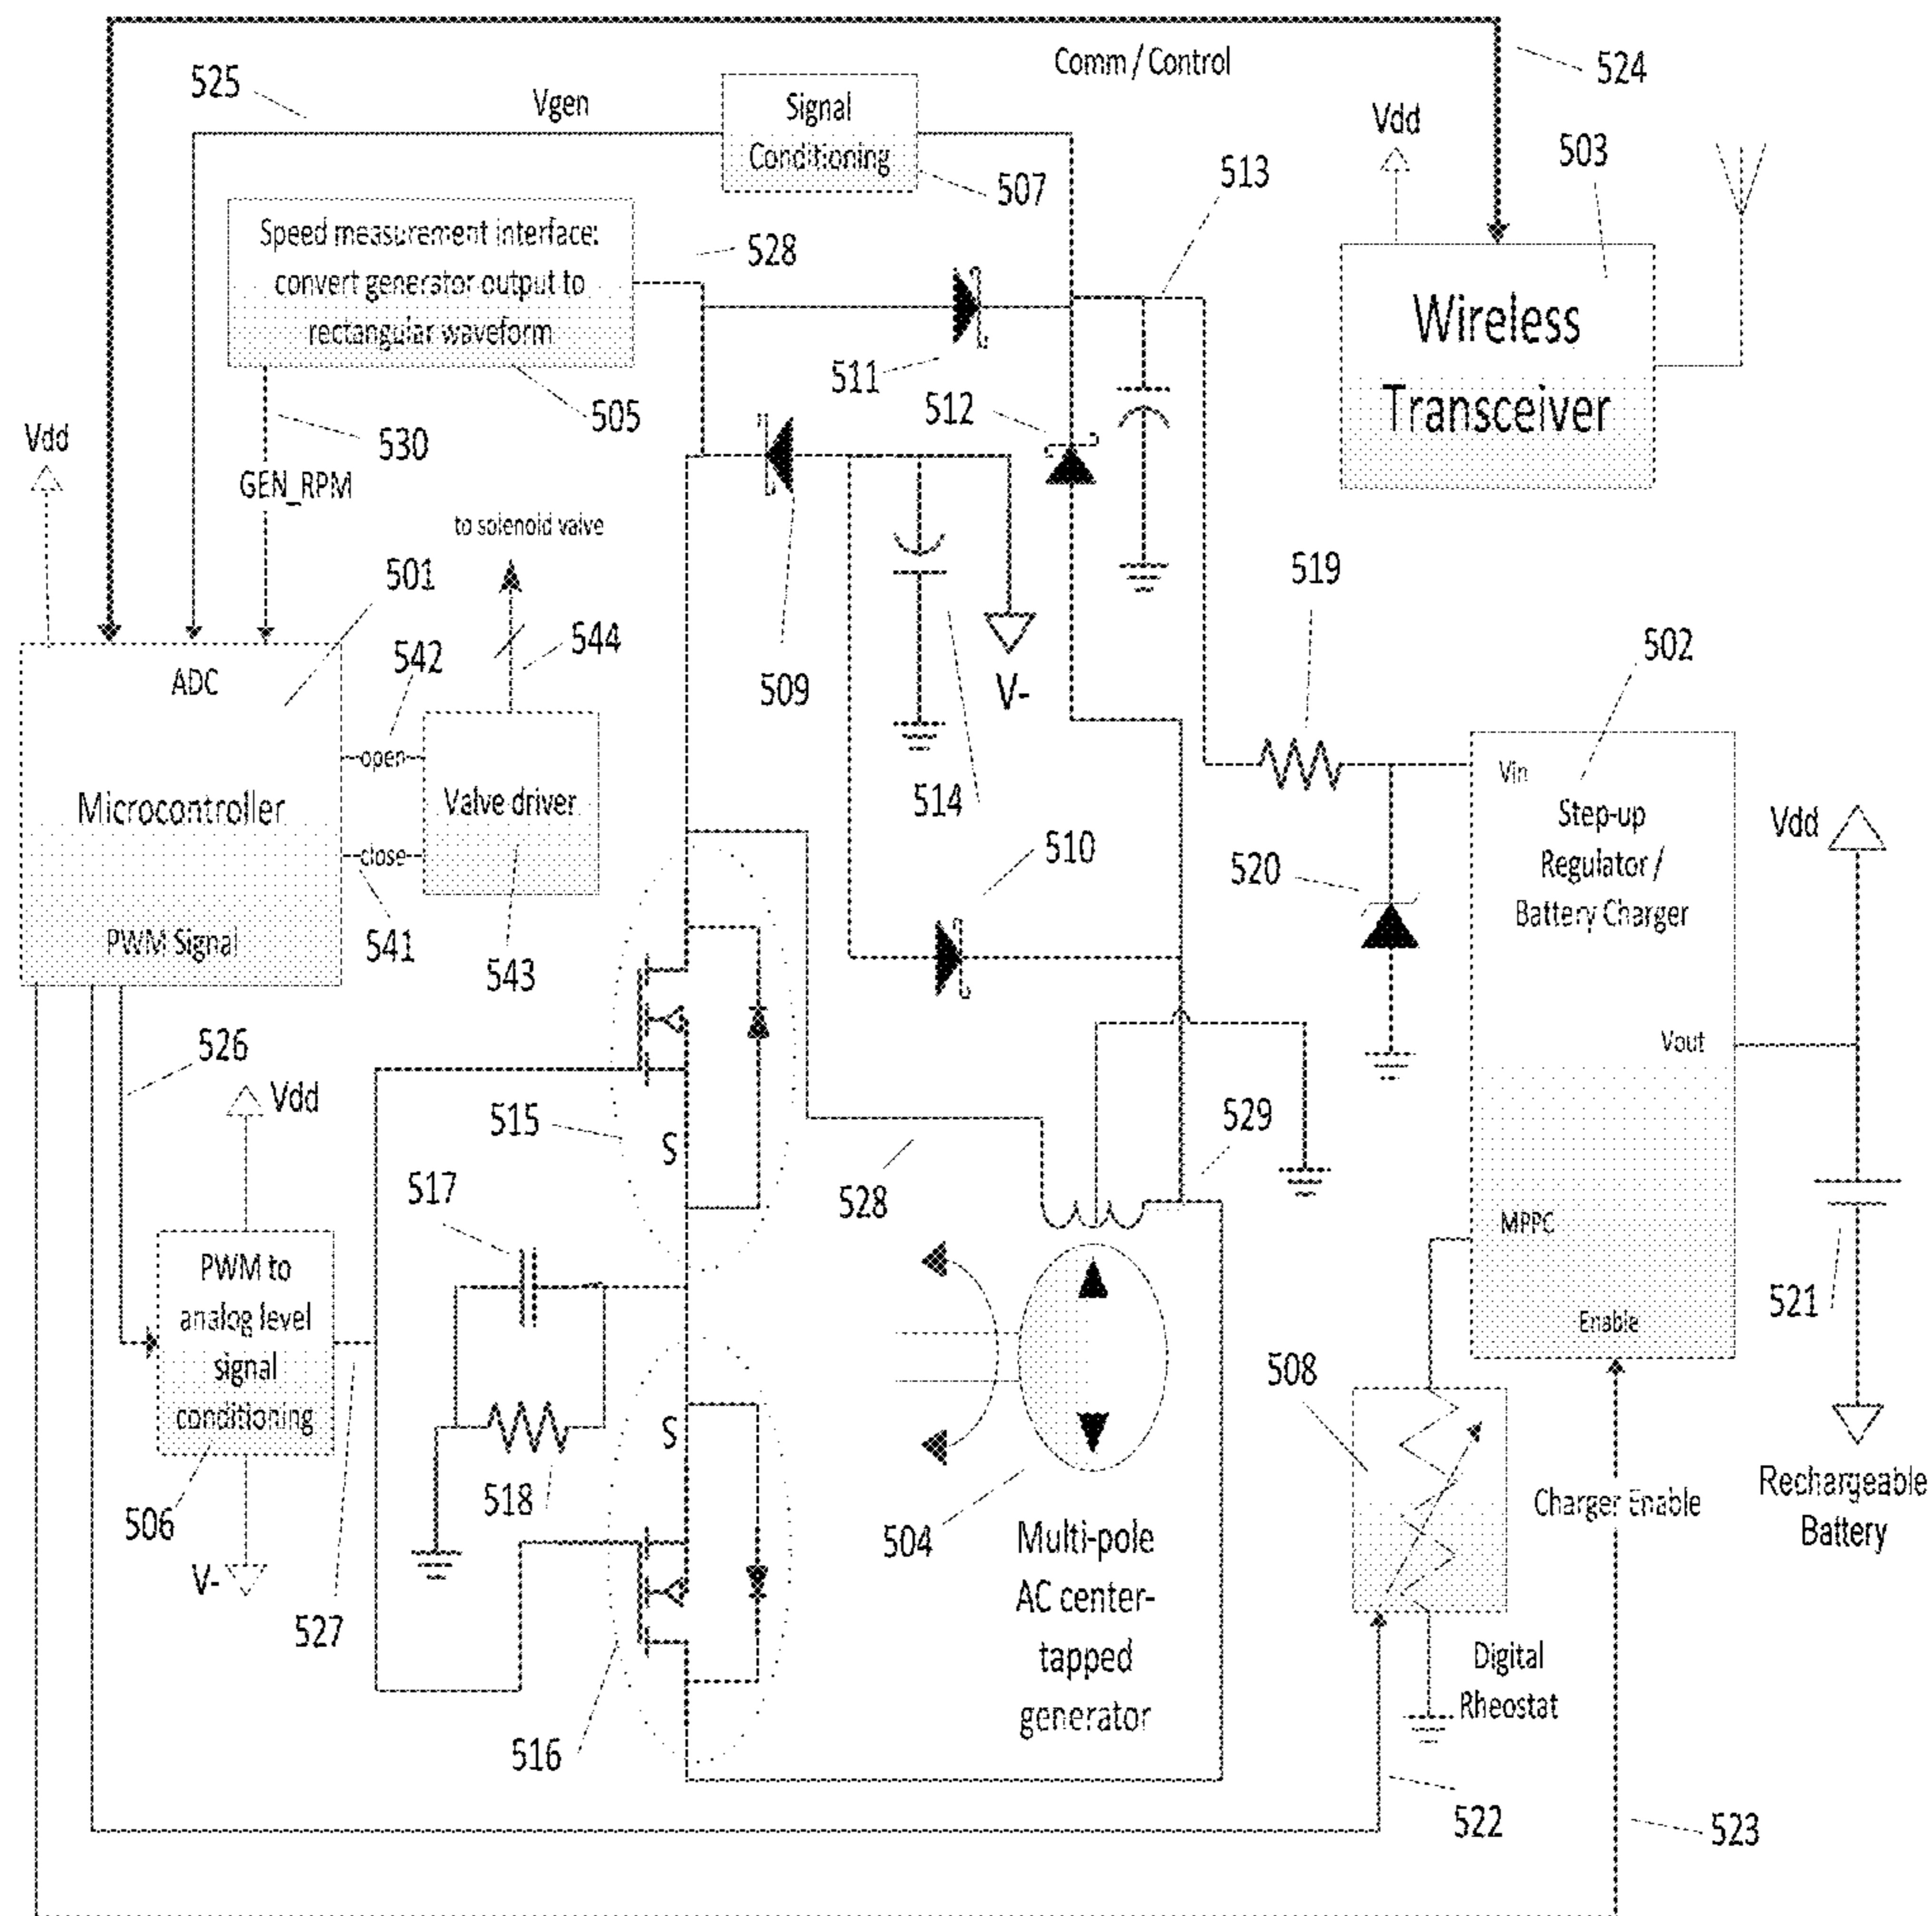 Comm / Control
524
525
Vgen
Signal
Conditioning
507
Vdd
503
513
Speed measurement interface:
convert generator output to
rectangular waveform
528
Wireless
Transceiver
511
505
512
530
Vdd
GEN_RPM
to solenoid valve
501
519
542
544
502
ADC
509
V-
open
Vin
Microcontroller
Valve driver
514
Step-up
Regulator /
Battery Charger
Vdd
close
510
520
PWM Signal
541
543
526
Vout
Vdd
515
S
529
517
528
MPPC
PWM to
analog level
signal
conditioning
521
Enable
508
S
518
506
504
Multi-pole
AC center-
tapped
generator
Charger Enable
Rechargeable
Battery
V-
527
Digital
Rheostat
516
522
523